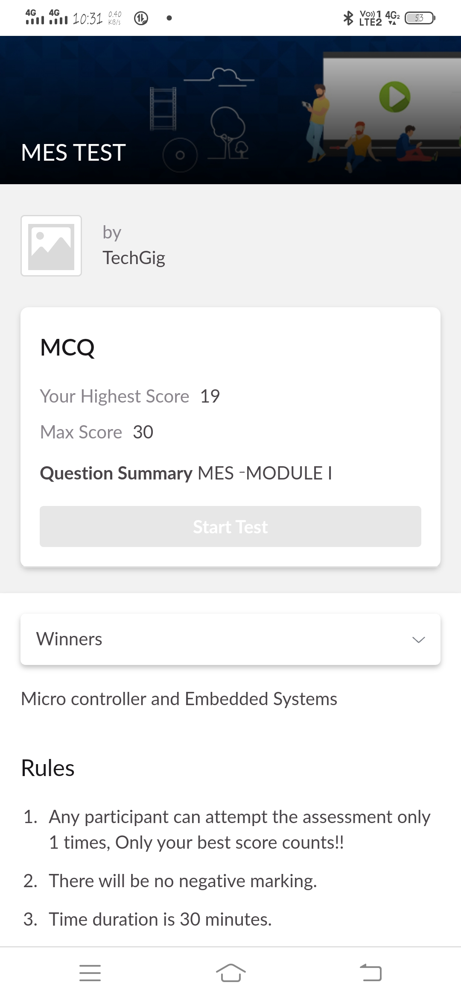 4G 4G 10:31 0.40 KB/s Vo) 1 LTE2 4G2 53
MES TEST
by
TechGig
MCQ
Your Highest Score 19
Max Score 30
Question Summary MES -MODULE I
Start Test
Winners
Micro controller and Embedded Systems
Rules
1. Any participant can attempt the assessment only
1 times, Only your best score counts!!
2. There will be no negative marking.
3. Time duration is 30 minutes.